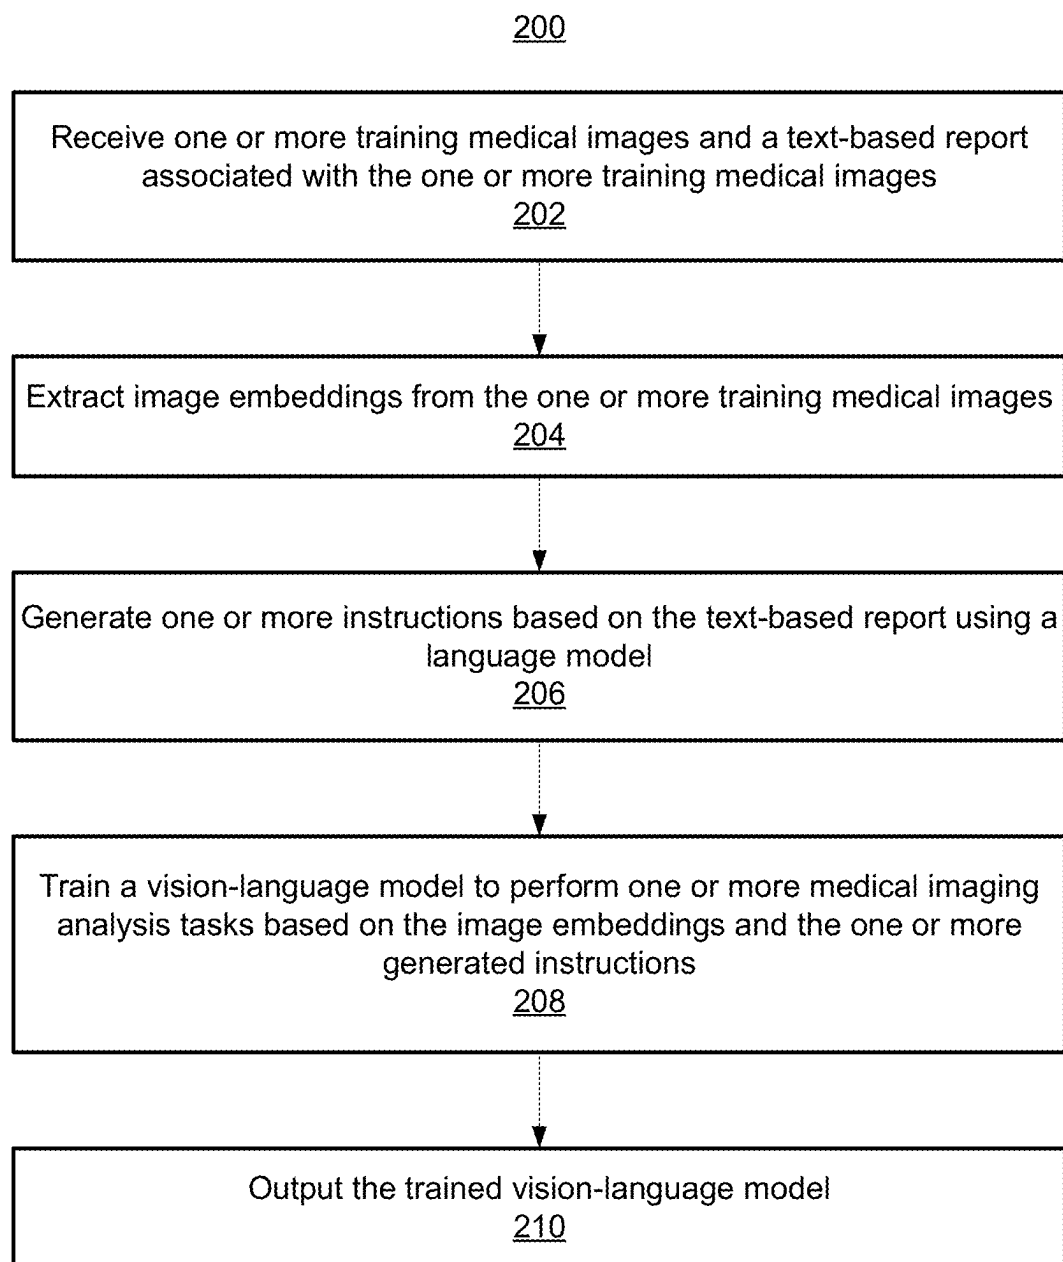 200
Receive one or more training medical images and a text-based report
associated with the one or more training medical images
202
Extract image embeddings from the one or more training medical images
204
Generate one or more instructions based on the text-based report using a
language model
206
Train a vision-language model to perform one or more medical imaging
analysis tasks based on the image embeddings and the one or more
generated instructions
208
Output the trained vision-language model
210